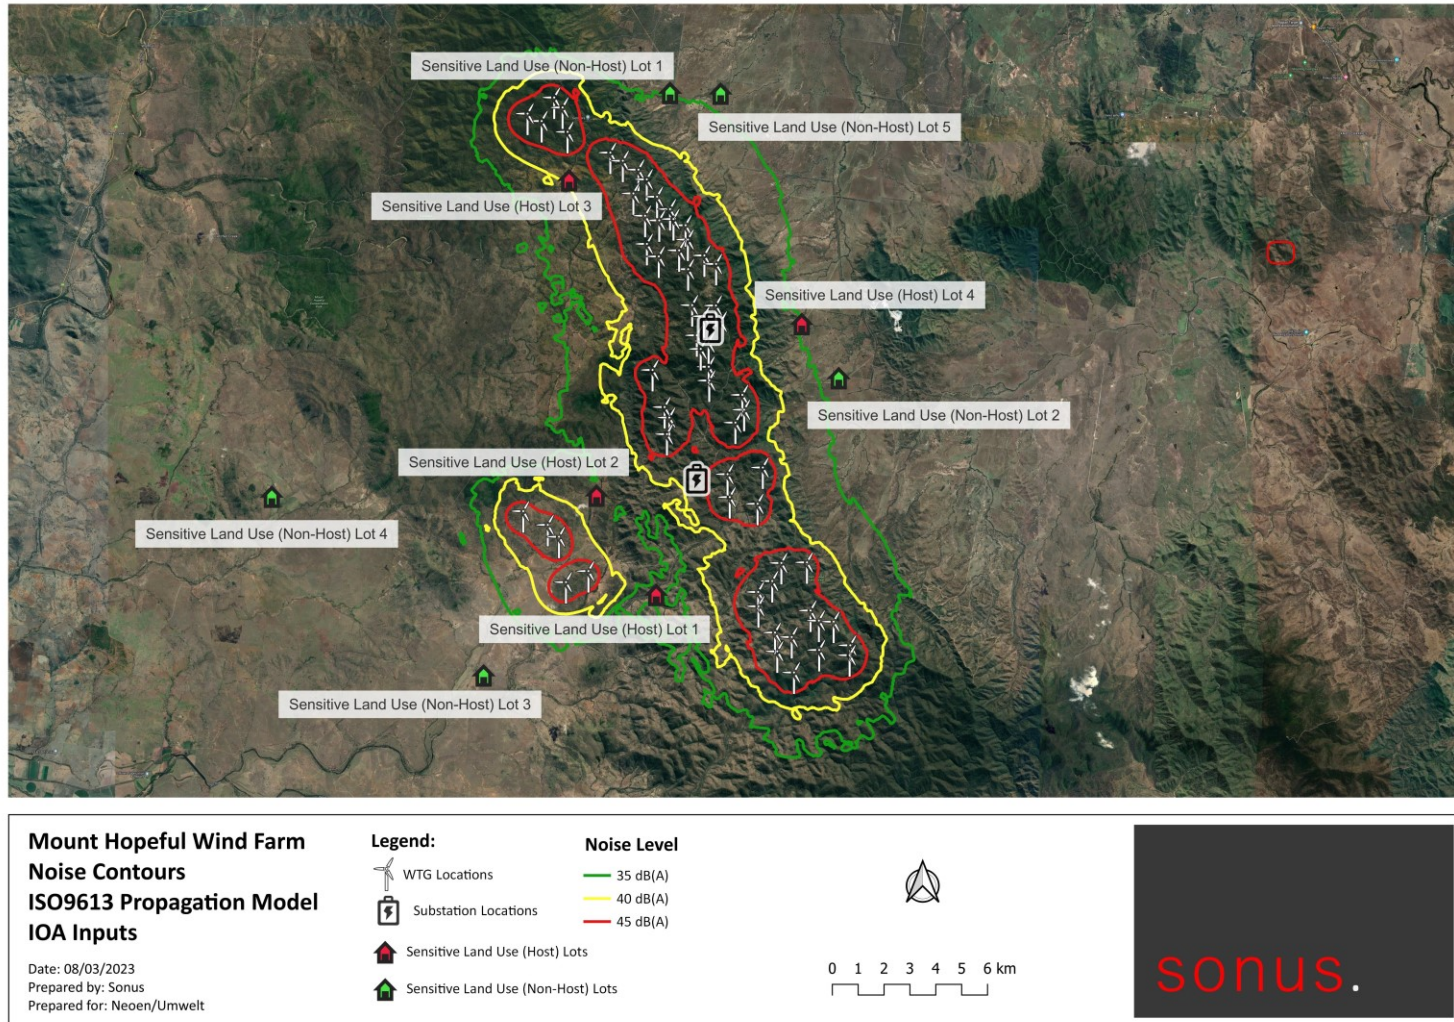 Sensitive Land Use (Non-Host) Lot 1
Sensitive Land Use (Non-Host) Lot 5
Sensitive Land Use (Host) Lot 3
Sensitive Land Use (Host) Lot 4
Sensitive Land Use (Non-Host) Lot 2
Sensitive Land Use (Host) Lot 2
Sensitive Land Use (Non-Host) Lot 4
Sensitive Land Use (Host) Lot 1
Sensitive Land Use (Non-Host) Lot 3
Mount Hopeful Wind Farm
Noise Contours
ISO9613 Propagation Model
IOA Inputs
Date: 08/03/2023
Prepared by: Sonus
Prepared for: Neoen/Umwelt
Legend:
WTG Locations
Substation Locations
Sensitive Land Use (Host) Lots
Sensitive Land Use (Non-Host) Lots
Noise Level
35 dB(A)
40 dB(A)
45 dB(A)
0 1 2 3 4 5 6 km
sonus.